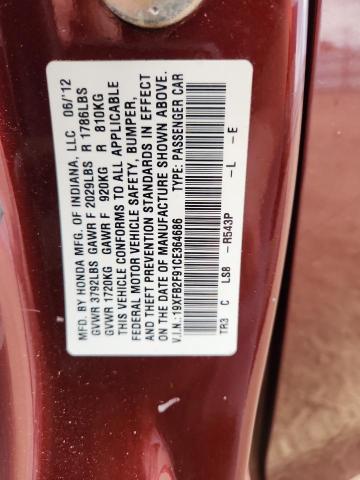 MFD. BY HONDA MFG. OF INDIANA, LLC 06/'12
GVWR 3792LBS GAWR F 2029LBS R 1786LBS
GVWR 1720KG GAWR F 920KG R 810KG
THIS VEHICLE CONFORMS TO ALL APPLICABLE
FEDERAL MOTOR VEHICLE SAFETY, BUMPER,
AND THEFT PREVENTION STANDARDS IN EFFECT
ON THE DATE OF MANUFACTURE SHOWN ABOVE.
V.I.N.: 19XFB2F91CE364686 TYPE: PASSENGER CAR
TR3 C LS8 -R543P -L -E